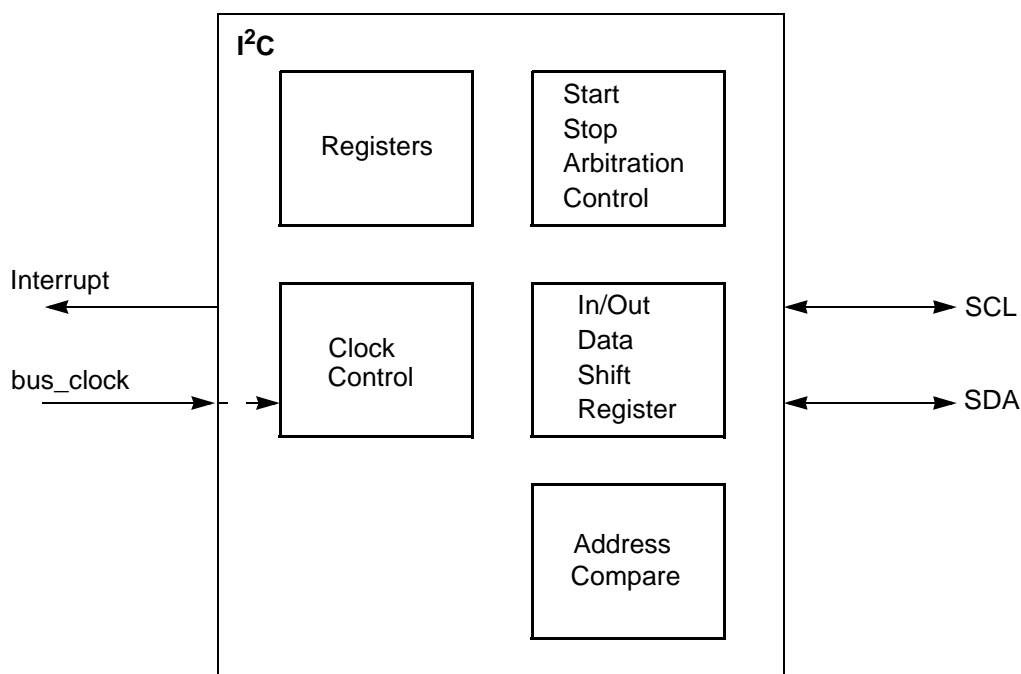 I²C
Registers
Start
Stop
Arbitration
Control
Interrupt
bus_clock
Clock
Control
In/Out
Data
Shift
Register
SCL
SDA
Address
Compare